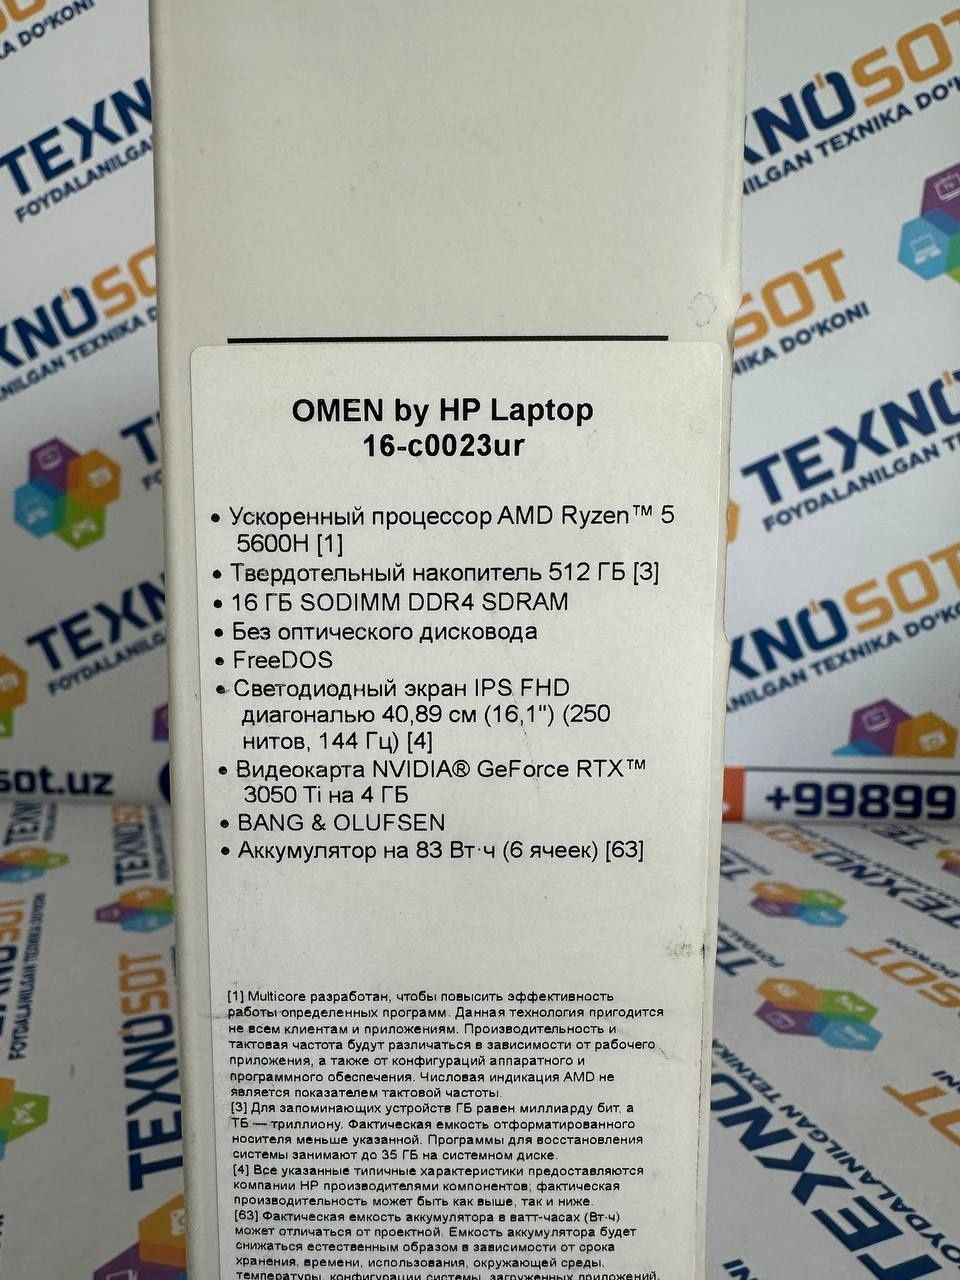 OMEN by HP Laptop
16-c0023ur
• Ускоренный процессор AMD Ryzen™ 5
5600H [1]
• Твердотельный накопитель 512 ГБ [3]
• 16 ГБ SODIMM DDR4 SDRAM
• Без оптического дисковода
• FreeDOS
• Светодиодный экран IPS FHD
диагональю 40,89 см (16,1") (250
нитов, 144 Гц) [4]
• Видеокарта NVIDIA® GeForce RTX™
3050 Ti на 4 ГБ
• BANG & OLUFSEN
• Аккумулятор на 83 Вт·ч (6 ячеек) [63]
[1] Multicore разработан, чтобы повысить эффективность
работы определенных программ. Данная технология пригодится
не всем клиентам и приложениям. Производительность и
тактовая частота будут различаться в зависимости от рабочего
приложения, а также от конфигураций аппаратного и
программного обеспечения. Числовая индикация AMD не
является показателем тактовой частоты.
[3] Для запоминающих устройств ГБ равен миллиарду бит, а
ТБ — триллиону. Фактическая емкость отформатированного
носителя меньше указанной. Программы для восстановления
системы занимают до 35 ГБ на системном диске.
[4] Все указанные типичные характеристики предоставляются
компании HP производителями компонентов; фактическая
производительность может быть как выше, так и ниже.
[63] Фактическая емкость аккумулятора в ватт-часах (Вт·ч)
может отличаться от проектной. Емкость аккумулятора будет
снижаться естественным образом в зависимости от срока
хранения, времени, использования, окружающей среды,
температуры, конфигурации системы, загруженных приложений,
TEXNOSOT
FOYDALANILGAN TEXNIKA DO'KONI
sot.uz
+99899